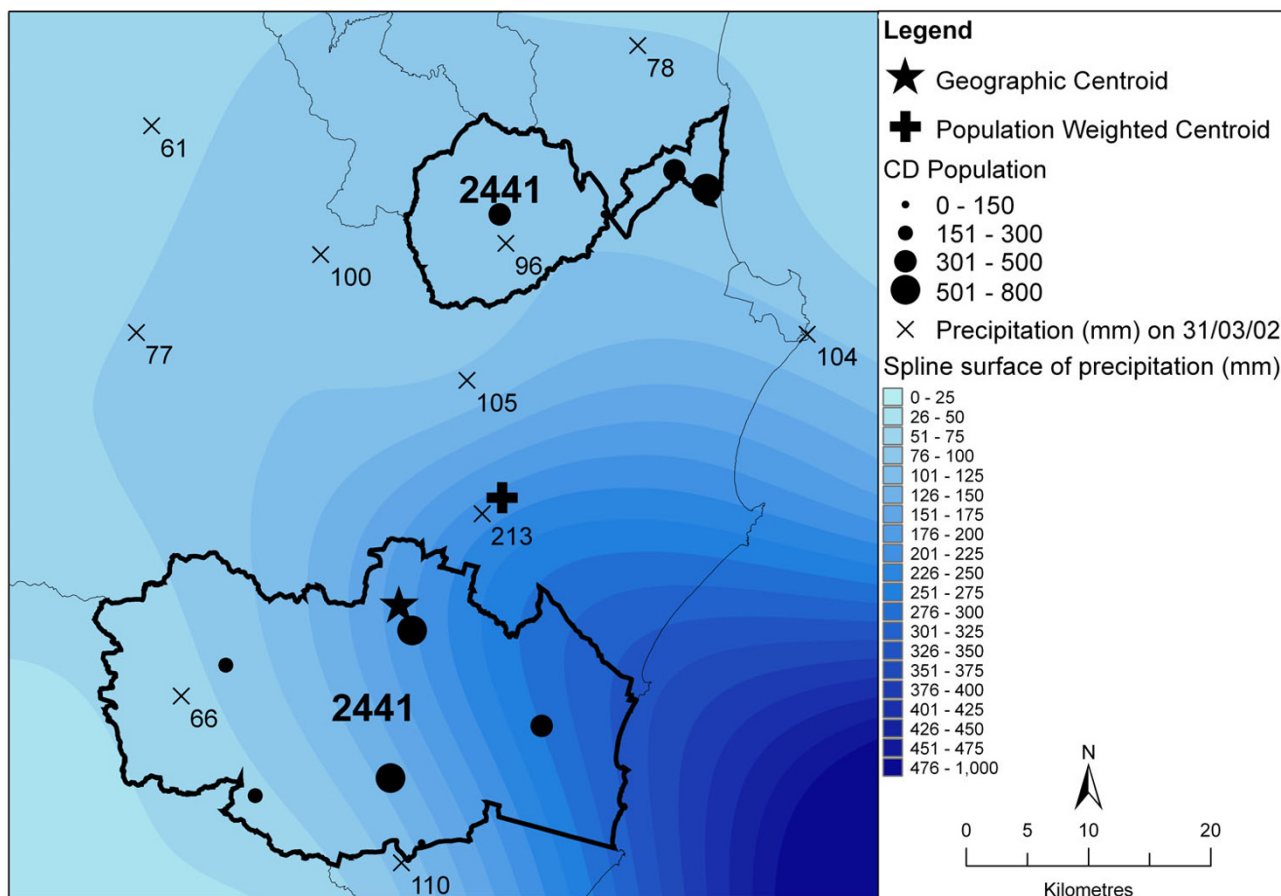 78
61
2441
96
100
77
104
105
213
2441
66
110
Legend
Geographic Centroid
Population Weighted Centroid
CD Population
0 - 150
151 - 300
301 - 500
501 - 800
Precipitation (mm) on 31/03/02
Spline surface of precipitation (mm)
0 - 25
26 - 50
51 - 75
76 - 100
101 - 125
126 - 150
151 - 175
176 - 200
201 - 225
226 - 250
251 - 275
276 - 300
301 - 325
326 - 350
351 - 375
376 - 400
401 - 425
426 - 450
451 - 475
476 - 1,000
N
0 5 10 20
Kilometres